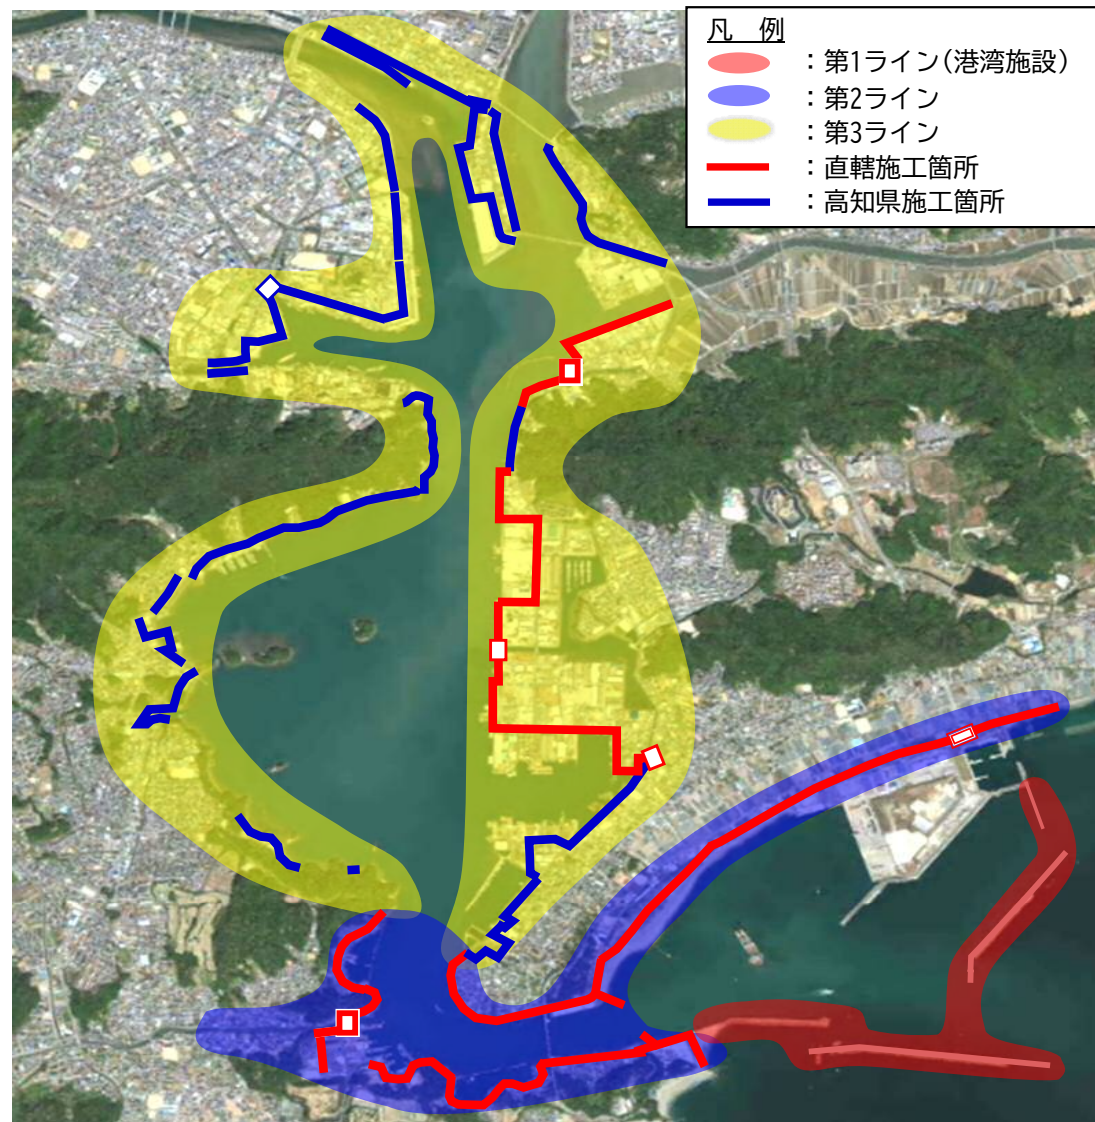 凡　例
：第1ライン(港湾施設)
：第2ライン
：第3ライン
：直轄施工箇所
：高知県施工箇所